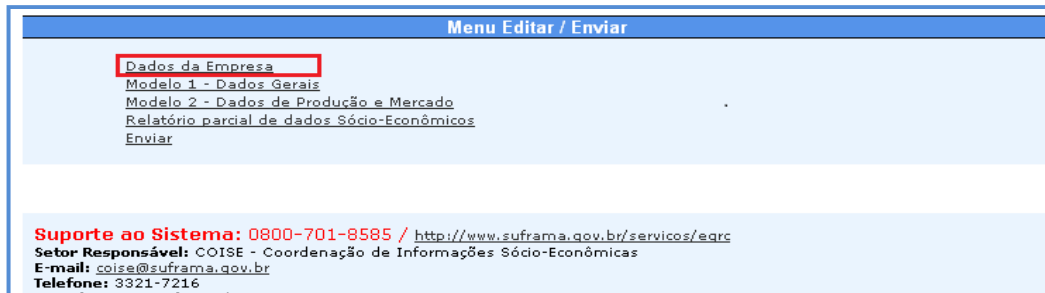 Menu Editar / Enviar
Dados da Empresa
Modelo 1 - Dados Gerais
Modelo 2 - Dados de Produção e Mercado
Relatório parcial de dados Sócio-Econômicos
Enviar
Suporte ao Sistema: 0800-701-8585 / http://www.suframa.gov.br/servicos/eqrc
Setor Responsável: COISE - Coordenação de Informações Sócio-Econômicas
E-mail: coise@suframa.gov.br
Telefone: 3321-7216